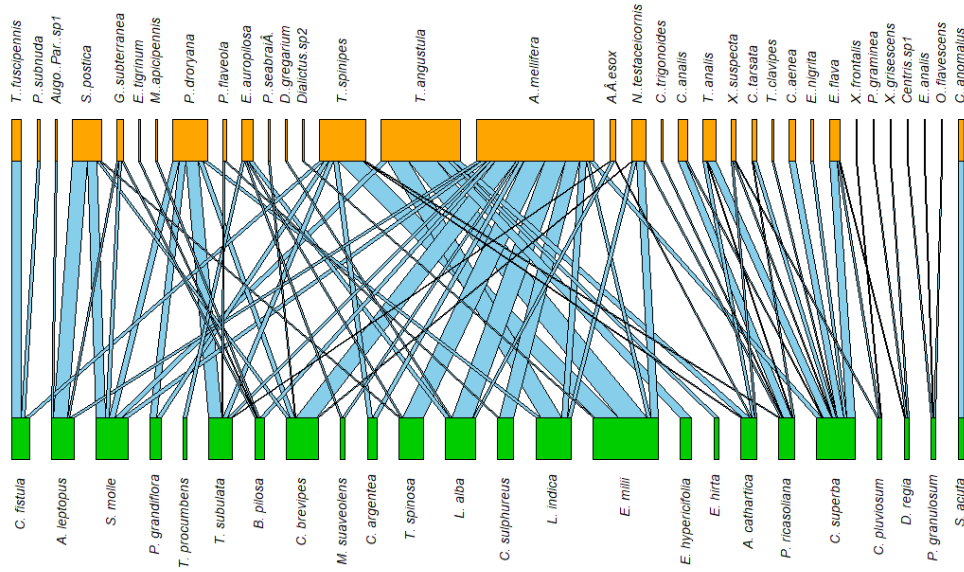 T..fuscipennis
P..subnuda
Augo..Par..sp1
S..postica
G..subterranea
E..tigrinum
M..apicipennis
P..droryana
P..flaveola
E..auropilosa
P..seabraiÂ.
D..gregarium
Dialictus.sp2
T..spinipes
T..angustula
A..mellifera
A.Â.esox
N..testaceicornis
C..trigonoides
C..analis
T..analis
X..suspecta
C..tarsata
T..clavipes
C..aenea
E..nigrita
E..flava
X..frontalis
P..graminea
X..grisescens
Centris.sp1
E..analis
O..flavescens
C..anomalus
C. fistula
A. leptopus
S. molle
P. grandiflora
T. procumbens
T. subulata
B. pilosa
C. brevipes
M. suaveolens
C. argentea
T. spinosa
L. alba
C. sulphureus
L. indica
E. milii
E. hypericifolia
E. hirta
A. cathartica
P. ricasoliana
C. superba
C. pluviosum
D. regia
P. granulosum
S. acuta